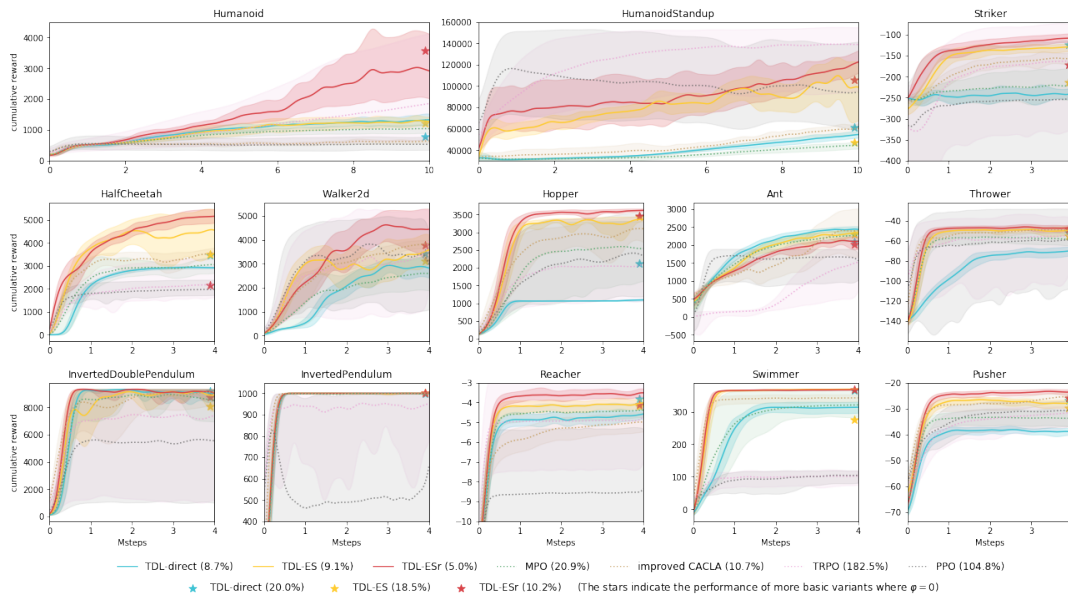 Humanoid
HumanoidStandup
Striker
cumulative reward
4000
3000
2000
1000
0
0 2 4 6 8 10
160000
140000
120000
100000
80000
60000
40000
0 2 4 6 8 10
−100
−150
−200
−250
−300
−350
−400
0 1 2 3
HalfCheetah
Walker2d
Hopper
Ant
Thrower
cumulative reward
5000
4000
3000
2000
1000
0
0 1 2 3 4
5000
4000
3000
2000
1000
0
0 1 2 3 4
3500
3000
2500
2000
1500
1000
500
0
0 1 2 3 4
3000
2500
2000
1500
1000
500
0
−500
0 1 2 3 4
−40
−60
−80
−100
−120
−140
0 1 2 3
InvertedDoublePendulum
InvertedPendulum
Reacher
Swimmer
Pusher
cumulative reward
8000
6000
4000
2000
0
0 1 2 3 4
Msteps
1000
900
800
700
600
500
400
0 1 2 3 4
Msteps
−3
−4
−5
−6
−7
−8
−9
−10
0 1 2 3 4
Msteps
300
200
100
0
0 1 2 3 4
Msteps
−20
−30
−40
−50
−60
−70
0 1 2 3
Msteps
TDL-direct (8.7%) TDL-ES (9.1%) TDL-ESr (5.0%) MPO (20.9%) improved CACLA (10.7%) TRPO (182.5%) PPO (104.8%)
TDL-direct (20.0%) TDL-ES (18.5%) TDL-ESr (10.2%) (The stars indicate the performance of more basic variants where φ = 0)